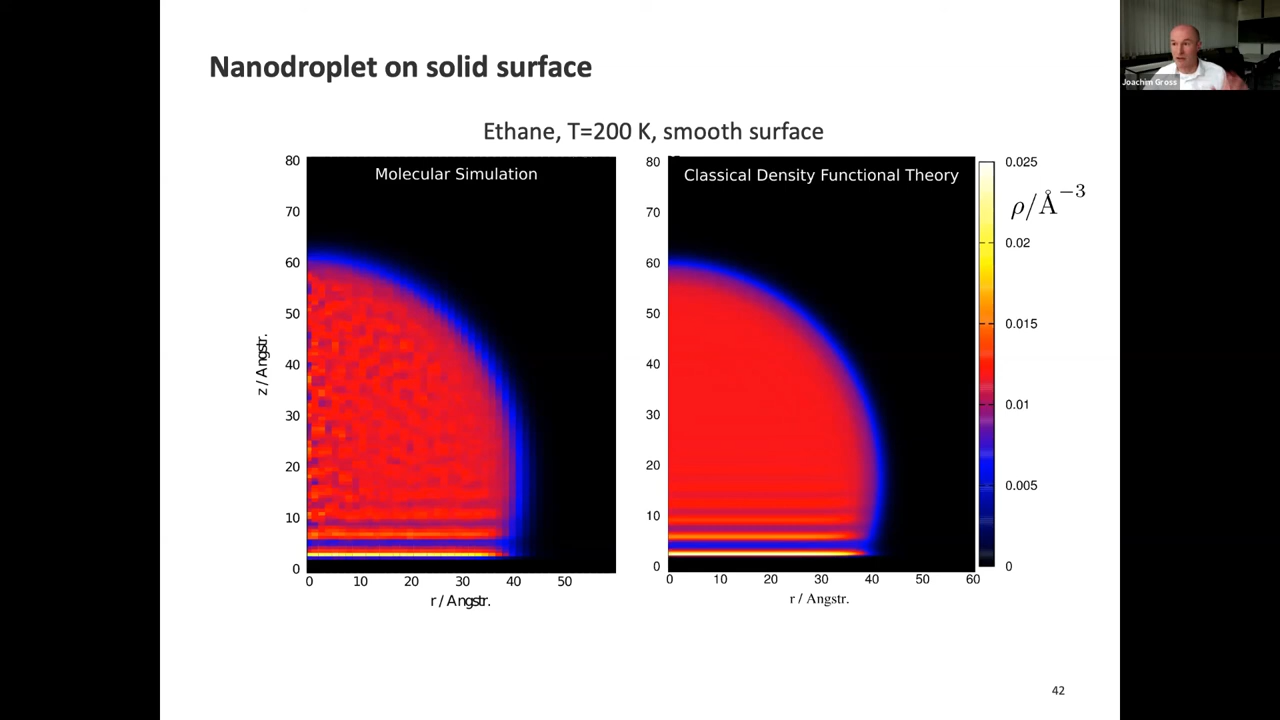 Nanodroplet on solid surface
Joachim Gross
Ethane, T=200 K, smooth surface
Molecular Simulation
80
70
60
50
40
30
20
10
0
z / Angstr.
0 10 20 30 40 50
r / Angstr.
Classical Density Functional Theory
80
70
60
50
40
30
20
10
0
0 10 20 30 40 50 60
r / Angstr.
0.025
0.02
0.015
0.01
0.005
0
ρ/Å⁻³
42